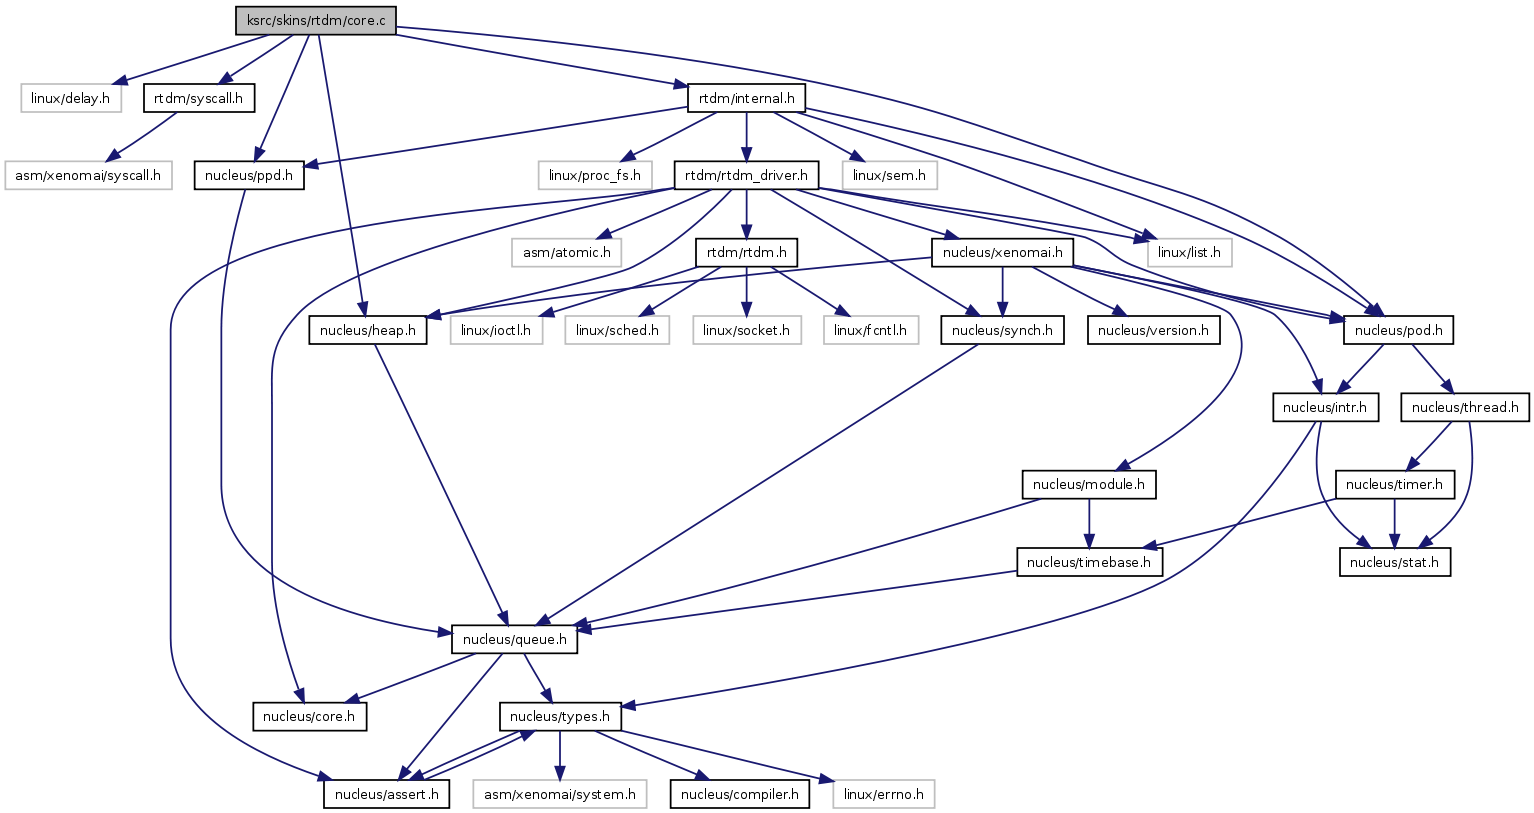 ksrc/skins/rtdm/core.c
linux/delay.h
rtdm/syscall.h
rtdm/internal.h
asm/xenomai/syscall.h
nucleus/ppd.h
linux/proc_fs.h
rtdm/rtdm_driver.h
linux/sem.h
asm/atomic.h
rtdm/rtdm.h
nucleus/xenomai.h
linux/list.h
nucleus/heap.h
linux/ioctl.h
linux/sched.h
linux/socket.h
linux/fcntl.h
nucleus/synch.h
nucleus/version.h
nucleus/pod.h
nucleus/intr.h
nucleus/thread.h
nucleus/module.h
nucleus/timer.h
nucleus/timebase.h
nucleus/stat.h
nucleus/queue.h
nucleus/core.h
nucleus/types.h
nucleus/assert.h
asm/xenomai/system.h
nucleus/compiler.h
linux/errno.h